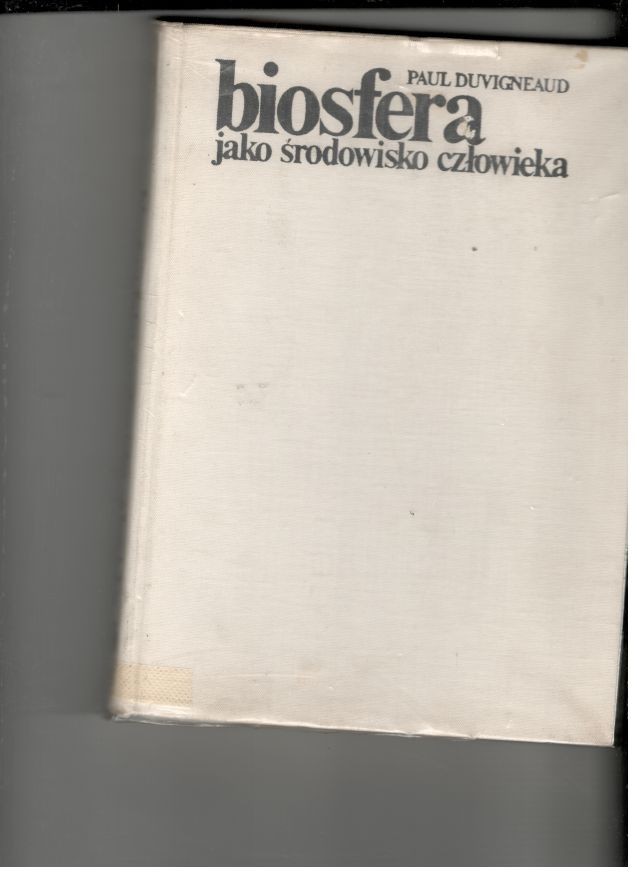 PAUL DUVIGNEAUD
biosfera
jako środowisko człowieka